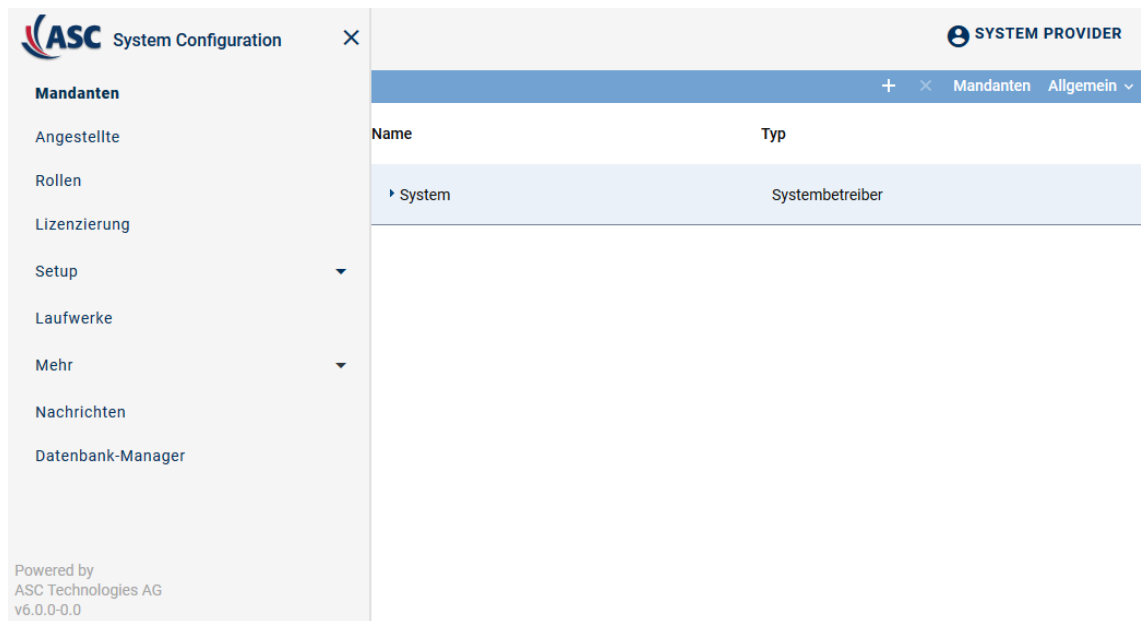 ASC System Configuration
SYSTEM PROVIDER
Mandanten Allgemein
Mandanten
Angestellte
Rollen
Lizenzierung
Setup
Laufwerke
Mehr
Nachrichten
Datenbank-Manager
Name Typ
System Systembetreiber
Powered by
ASC Technologies AG
v6.0.0-0.0